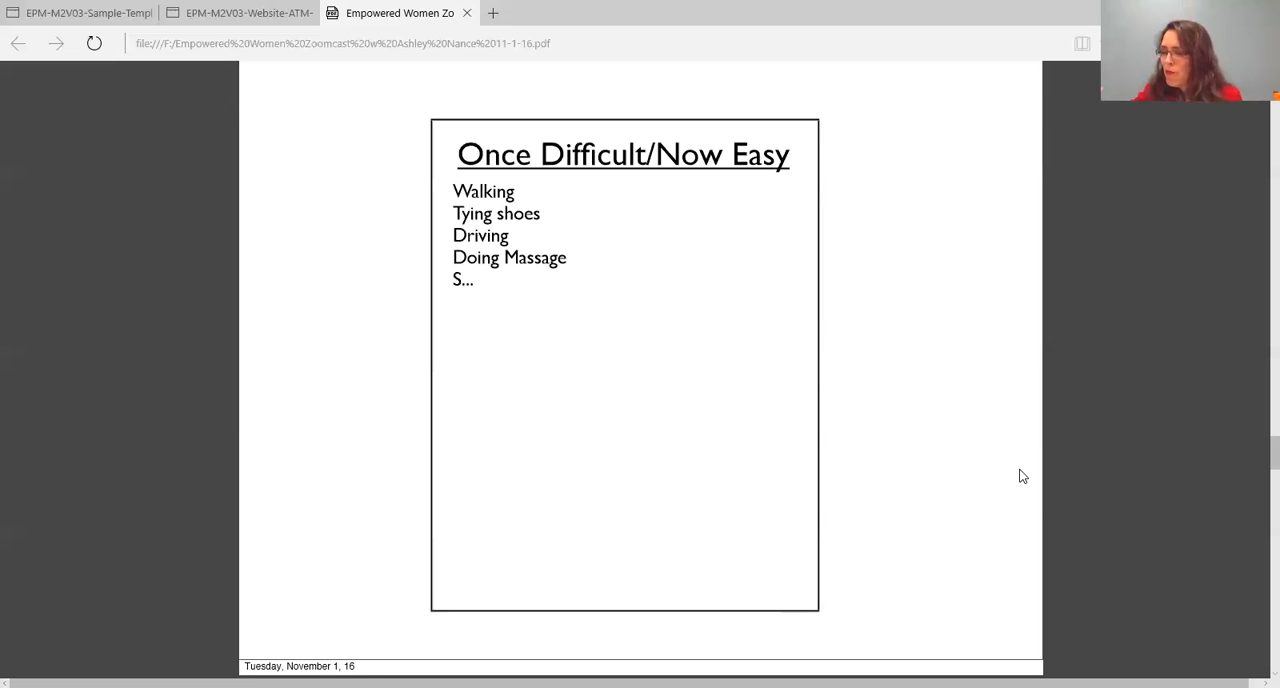 EPM-M2V03-Sample-Templ
EPM-M2V03-Website-ATM-
Empowered Women Zo
file:///F:/Empowered%20Women%20Zoomcast%20w%20Ashley%20Nance%2011-1-16.pdf
Once Difficult/Now Easy
Walking
Tying shoes
Driving
Doing Massage
S...
Tuesday, November 1, 16